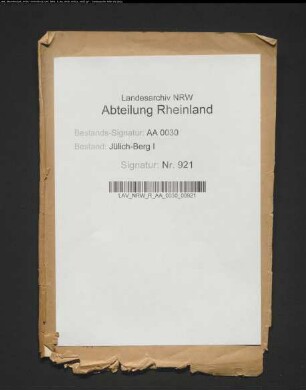 Landesarchiv NRW
Abteilung Rheinland
Bestands-Signatur: AA 0030
Bestand: Jülich-Berg I
Signatur: Nr. 921
LAV_NRW_R_AA_0030_00921